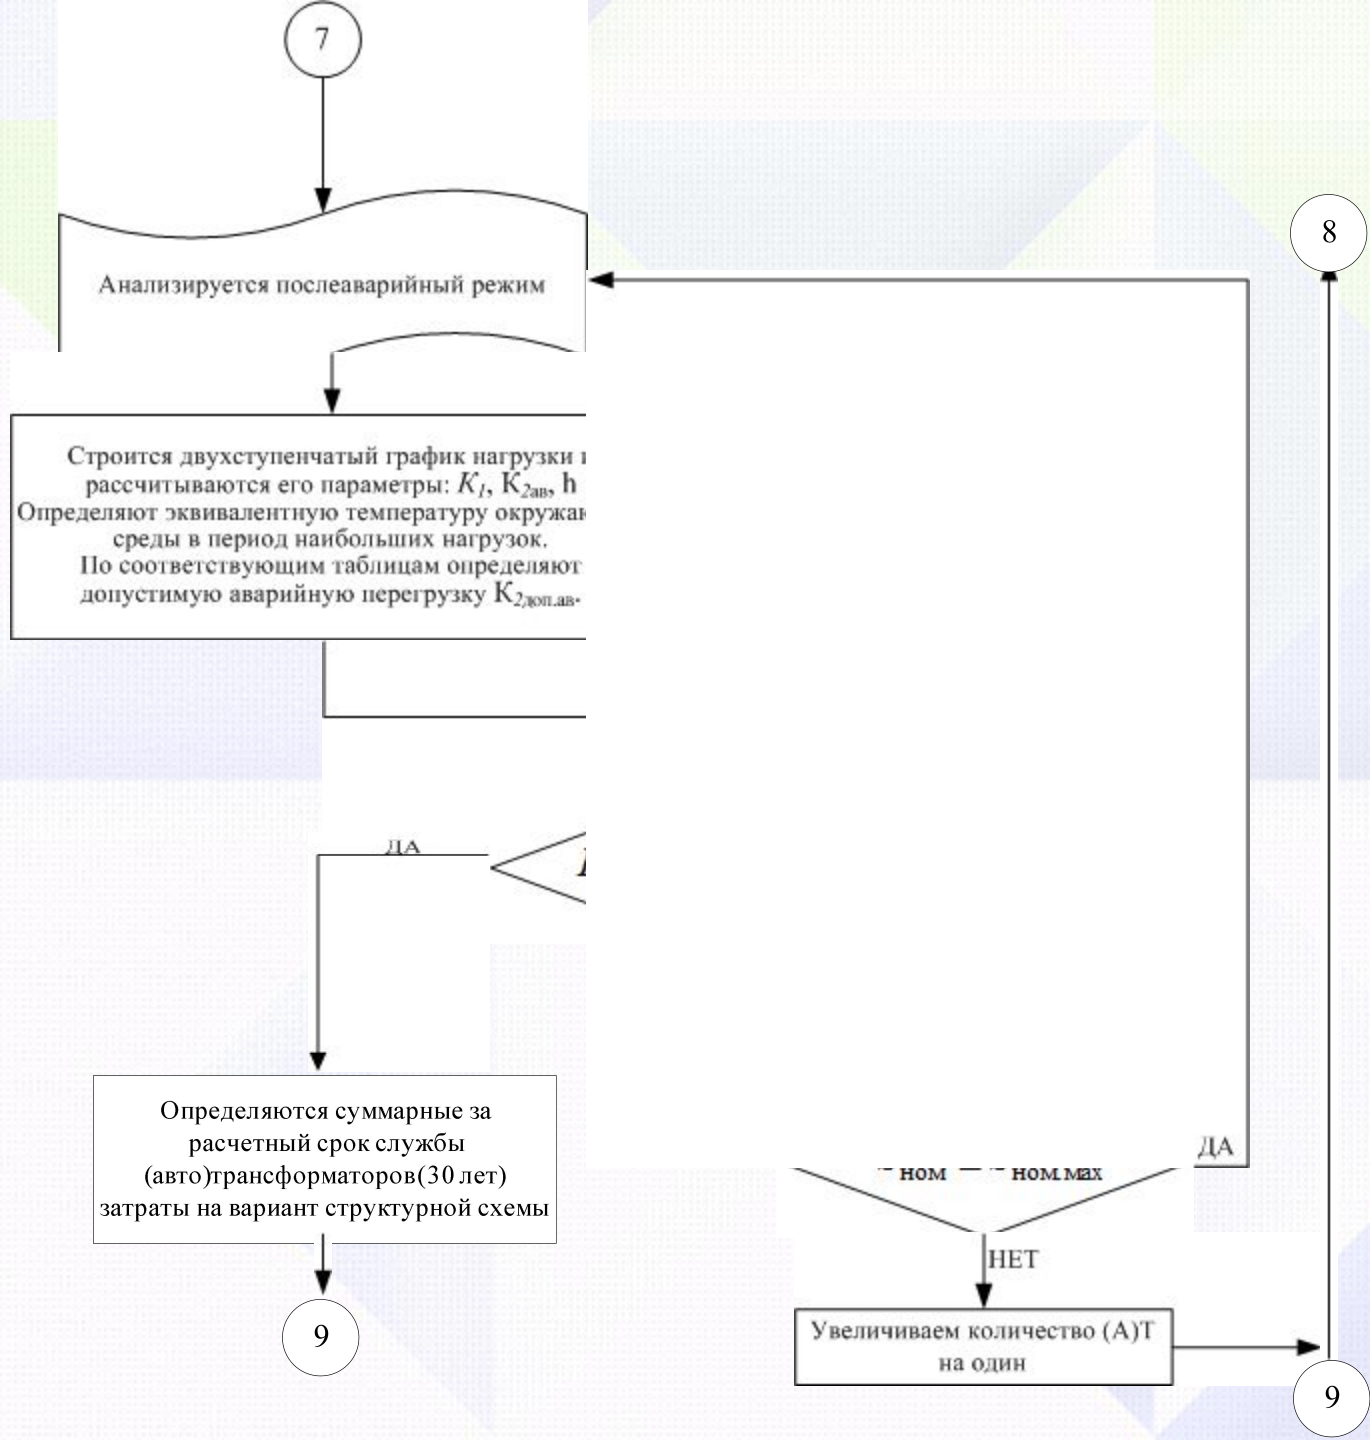 7
8
Анализируется послеаварийный режим
Строится двухступенчатый график нагрузки
рассчитываются его параметры: K1, K2ав, h
Определяют эквивалентную температуру
среды в период наибольших нагрузок.
По соответствующим таблицам определяют
допустимую аварийную перегрузку K2доп.ав.
ДА
Определяются суммарные за
расчетный срок службы
(авто)трансформаторов(30 лет)
затраты на вариант структурной схемы
9
ДА
ном ном.мах
НЕТ
Увеличиваем количество (А)Т
на один
9